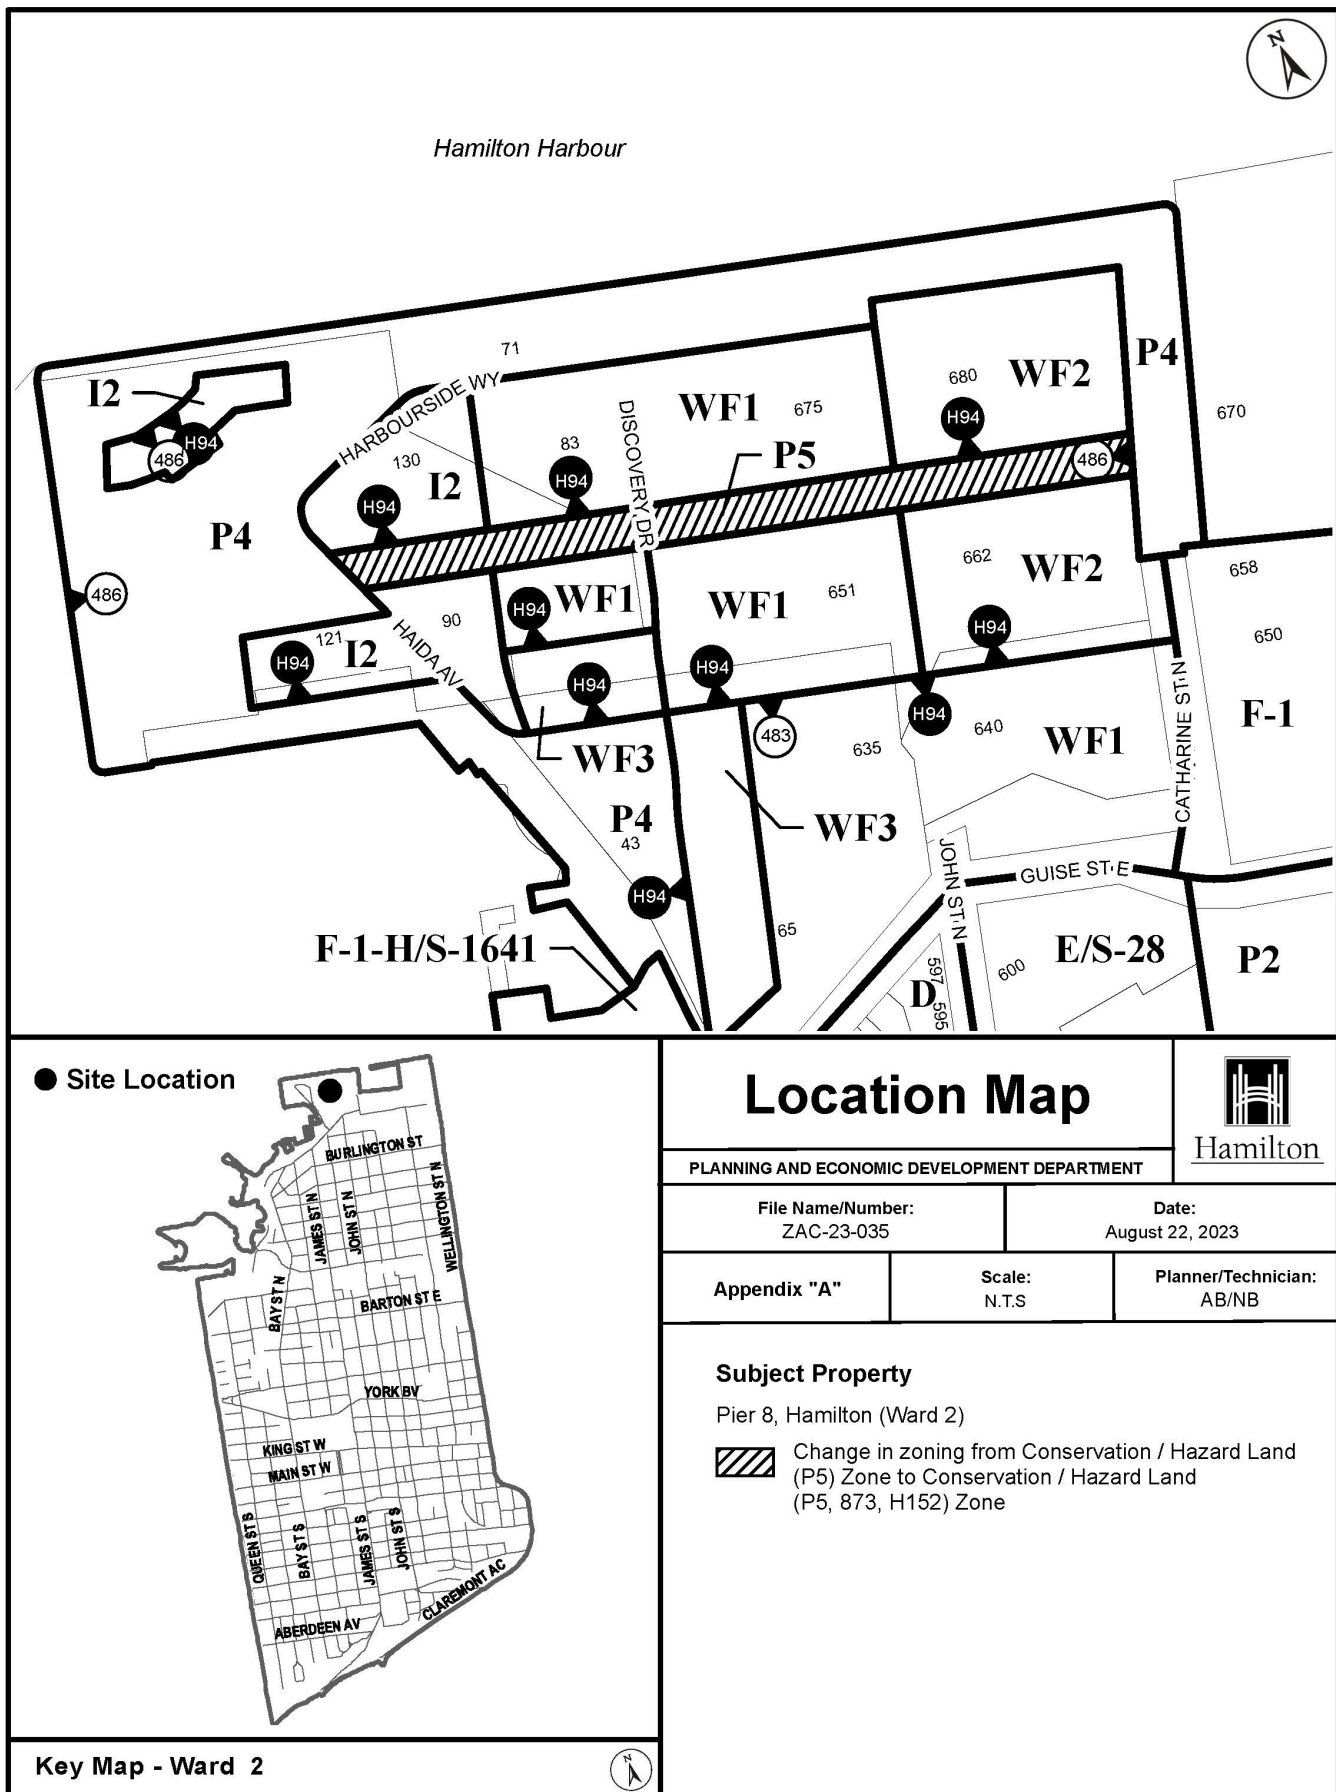 N
Hamilton Harbour
P4
71
I2
WF2
680
HARBOURSIDE WY
WF1
675
670
DISCOVERY DR
H94
H94
486
83
P5
486
130
I2
H94
H94
P4
662
WF2
658
486
H94
WF1
WF1
651
90
H94
650
121
I2
HAIDA AV
H94
H94
H94
CATHARINE ST N
F-1
H94
483
635
640
WF1
WF3
P4
WF3
43
JOHN ST N
GUISE ST E
H94
65
F-1-H/S-1641
E/S-28
P2
597
600
D
595
Site Location
BURLINGTON ST
JAMES ST N
JOHN ST N
WELLINGTON ST N
BAY ST N
BARTON ST E
YORK BV
KING ST W
MAIN ST W
QUEEN ST S
BAY ST S
JAMES ST S
JOHN ST S
CLAREMONT AC
ABERDEEN AV
Key Map - Ward 2
N
Location Map
Hamilton
PLANNING AND ECONOMIC DEVELOPMENT DEPARTMENT
File Name/Number:
ZAC-23-035
Date:
August 22, 2023
Appendix "A"
Scale:
N.T.S
Planner/Technician:
AB/NB
Subject Property
Pier 8, Hamilton (Ward 2)
Change in zoning from Conservation / Hazard Land
(P5) Zone to Conservation / Hazard Land
(P5, 873, H152) Zone